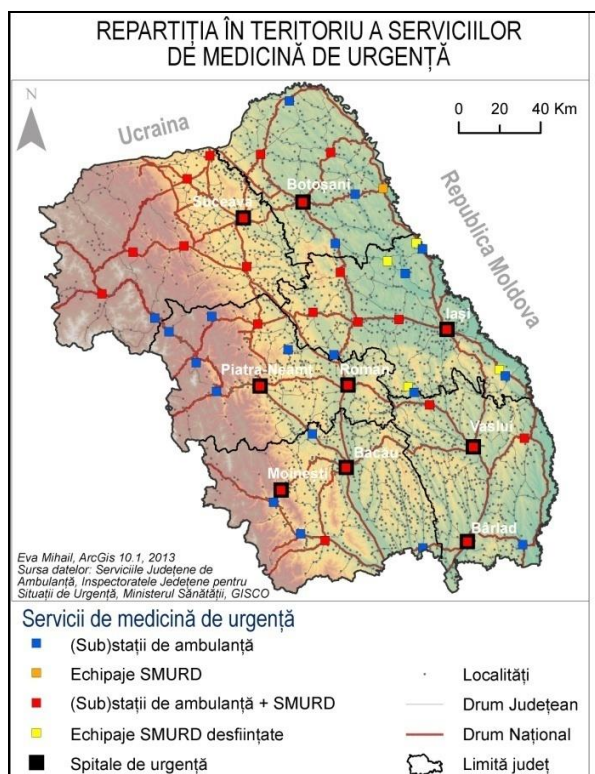 REPARTIȚIA ÎN TERITORIU A SERVICIILOR
DE MEDICINĂ DE URGENȚĂ
0 20 40 Km
Ucraina
Republica Moldova
Botoșani
Suceava
Iași
Piatra-Neamț
Roman
Vaslui
Bacău
Moinești
Bârlad
Eva Mihail, ArcGis 10.1, 2013
Sursa datelor: Serviciile Județene de
Ambulanță, Inspectoratele Jedețene pentru
Situații de Urgență, Ministerul Sănătății, GISCO
Servicii de medicină de urgență
(Sub)stații de ambulanță
Echipaje SMURD
(Sub)stații de ambulanță + SMURD
Echipaje SMURD desființate
Spitale de urgență
Localități
Drum Județean
Drum Național
Limită județ